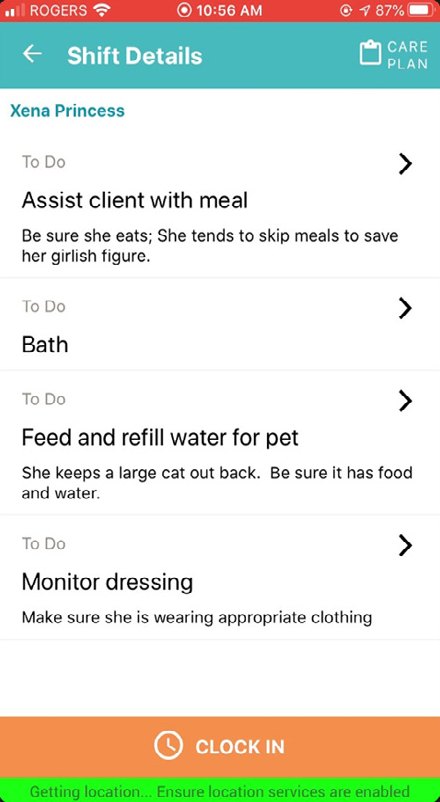 ROGERS 10:56 AM 87%
Shift Details
CARE
PLAN
Xena Princess
To Do
Assist client with meal
Be sure she eats; She tends to skip meals to save
her girlish figure.
To Do
Bath
To Do
Feed and refill water for pet
She keeps a large cat out back. Be sure it has food
and water.
To Do
Monitor dressing
Make sure she is wearing appropriate clothing
CLOCK IN
Getting location... Ensure location services are enabled